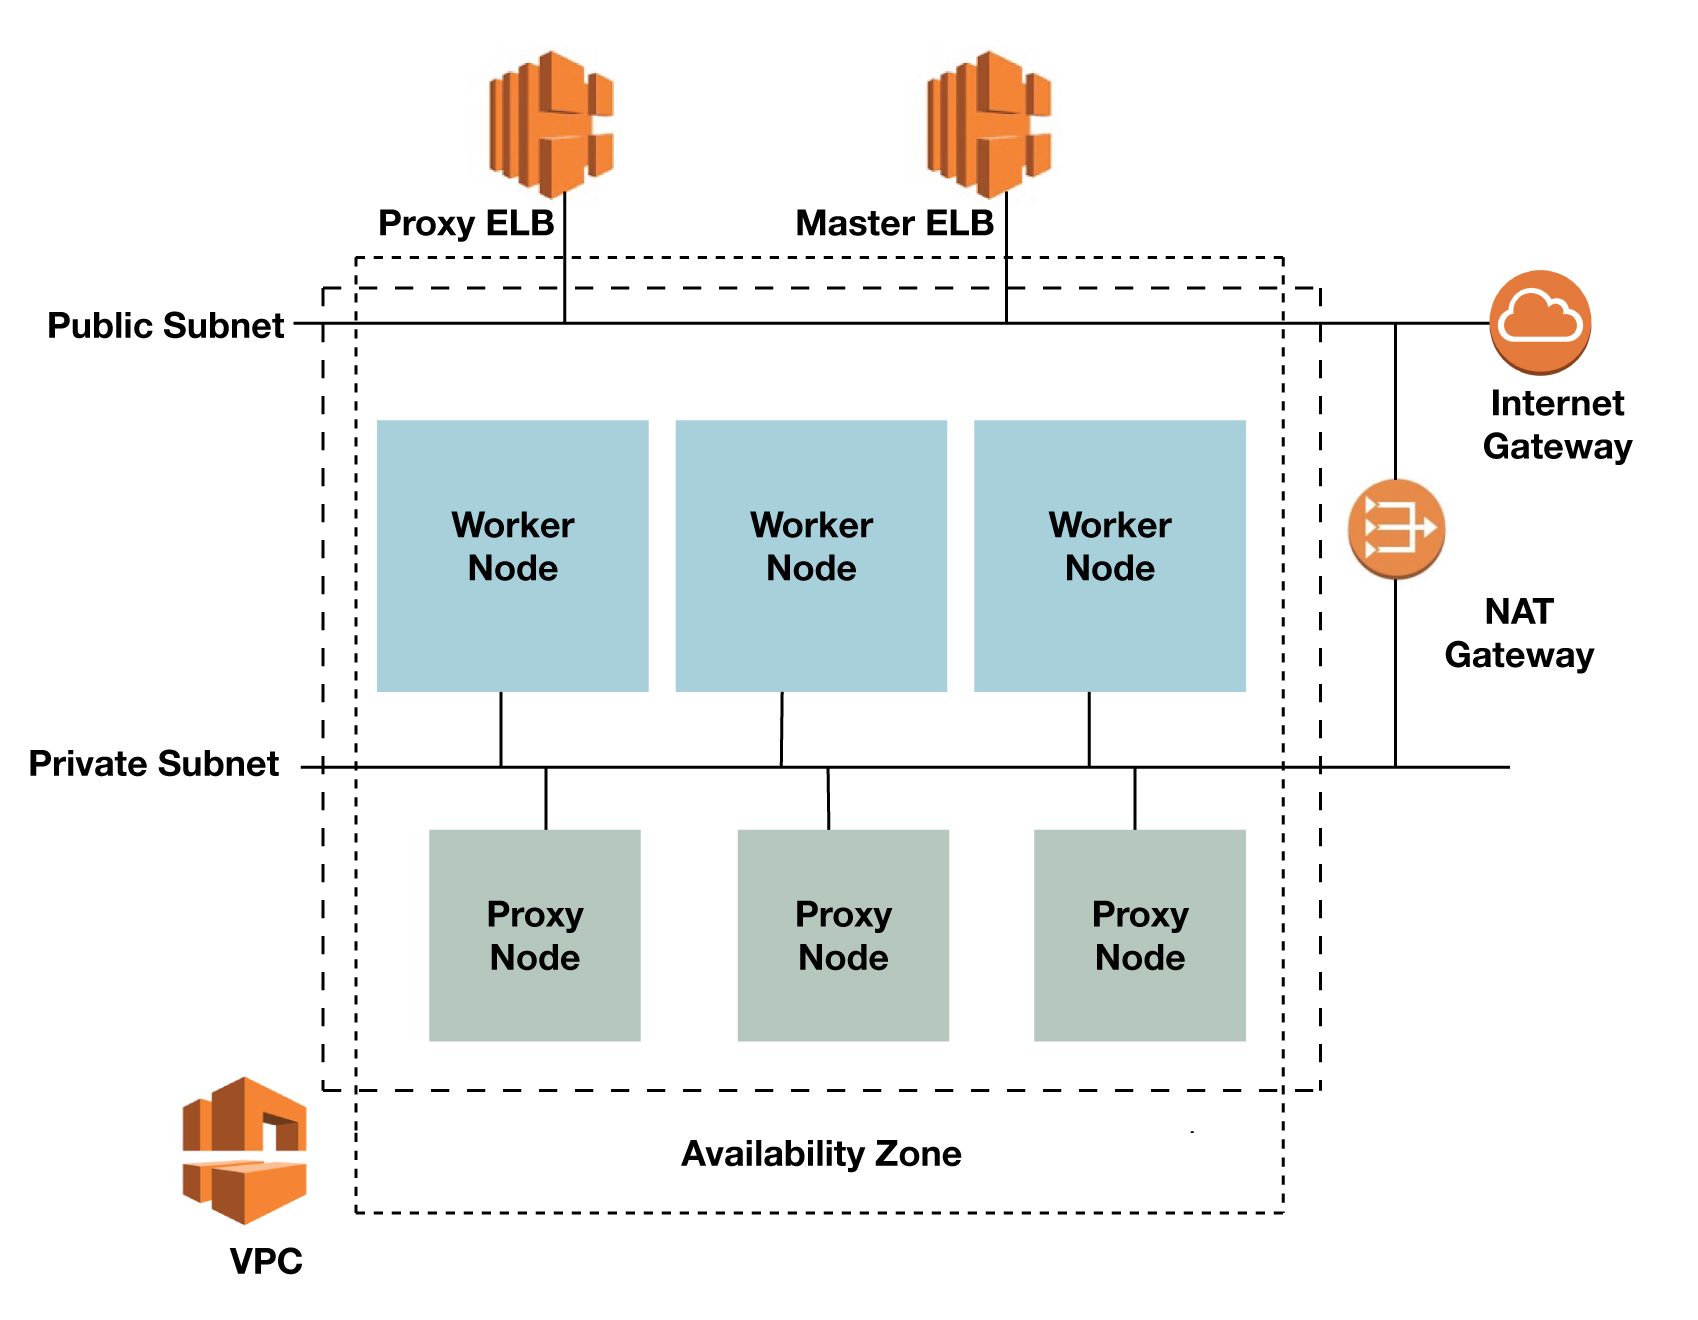 Proxy ELB
Master ELB
Public Subnet
Internet
Gateway
Worker
Node
Worker
Node
Worker
Node
NAT
Gateway
Private Subnet
Proxy
Node
Proxy
Node
Proxy
Node
Availability Zone
VPC